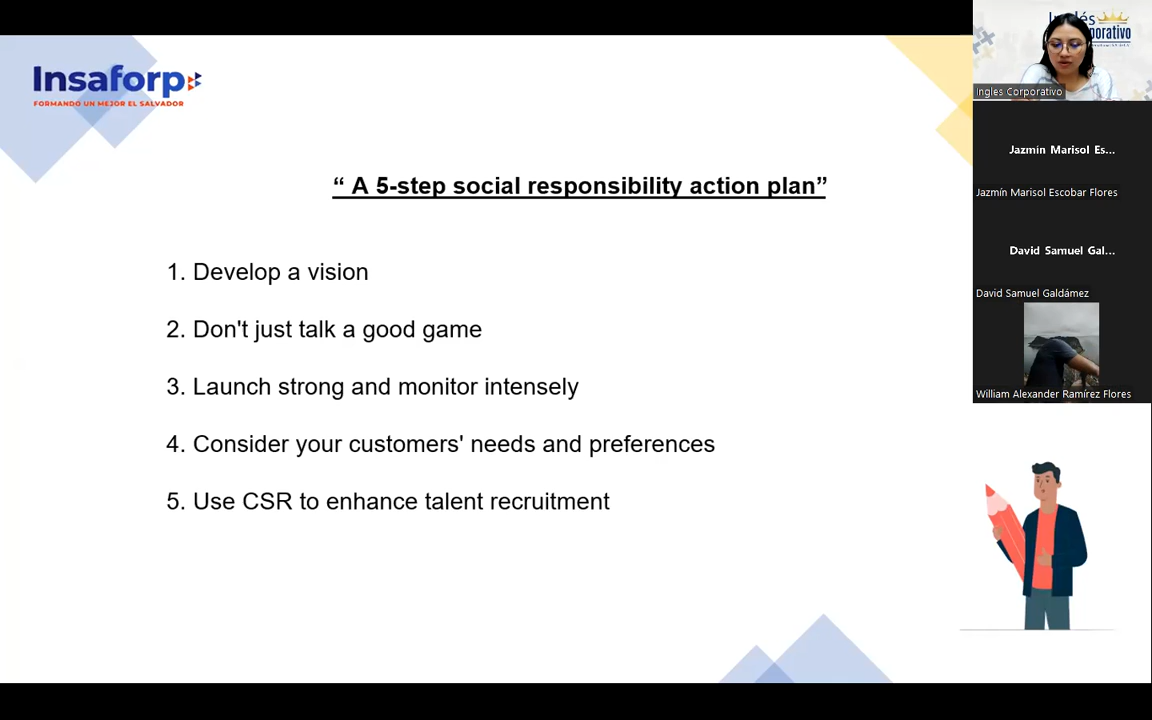 Insaforp
FORMANDO UN MEJOR EL SALVADOR
“ A 5-step social responsibility action plan”
1. Develop a vision
2. Don't just talk a good game
3. Launch strong and monitor intensely
4. Consider your customers' needs and preferences
5. Use CSR to enhance talent recruitment
Ingles Corporativo
Jazmin Marisol Es...
Jazmín Marisol Escobar Flores
David Samuel Gal...
David Samuel Galdámez
William Alexander Ramírez Flores